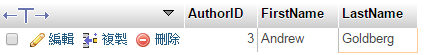 ←T→ AuthorID FirstName LastName
編輯 複製 刪除 3 Andrew Goldberg